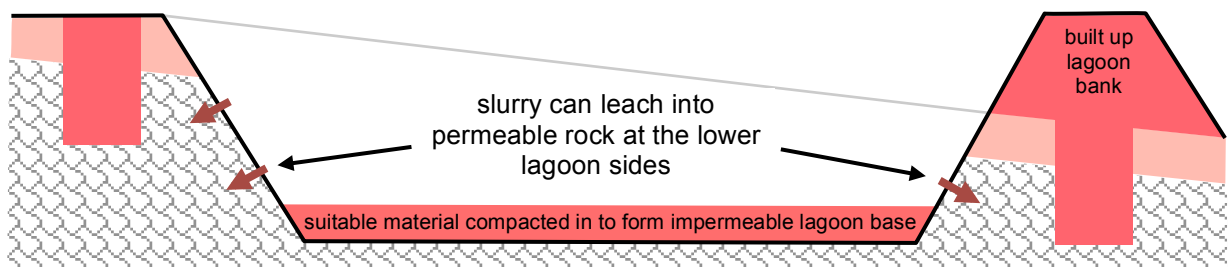 built up
lagoon
bank
slurry can leach into
permeable rock at the lower
lagoon sides
suitable material compacted in to form impermeable lagoon base